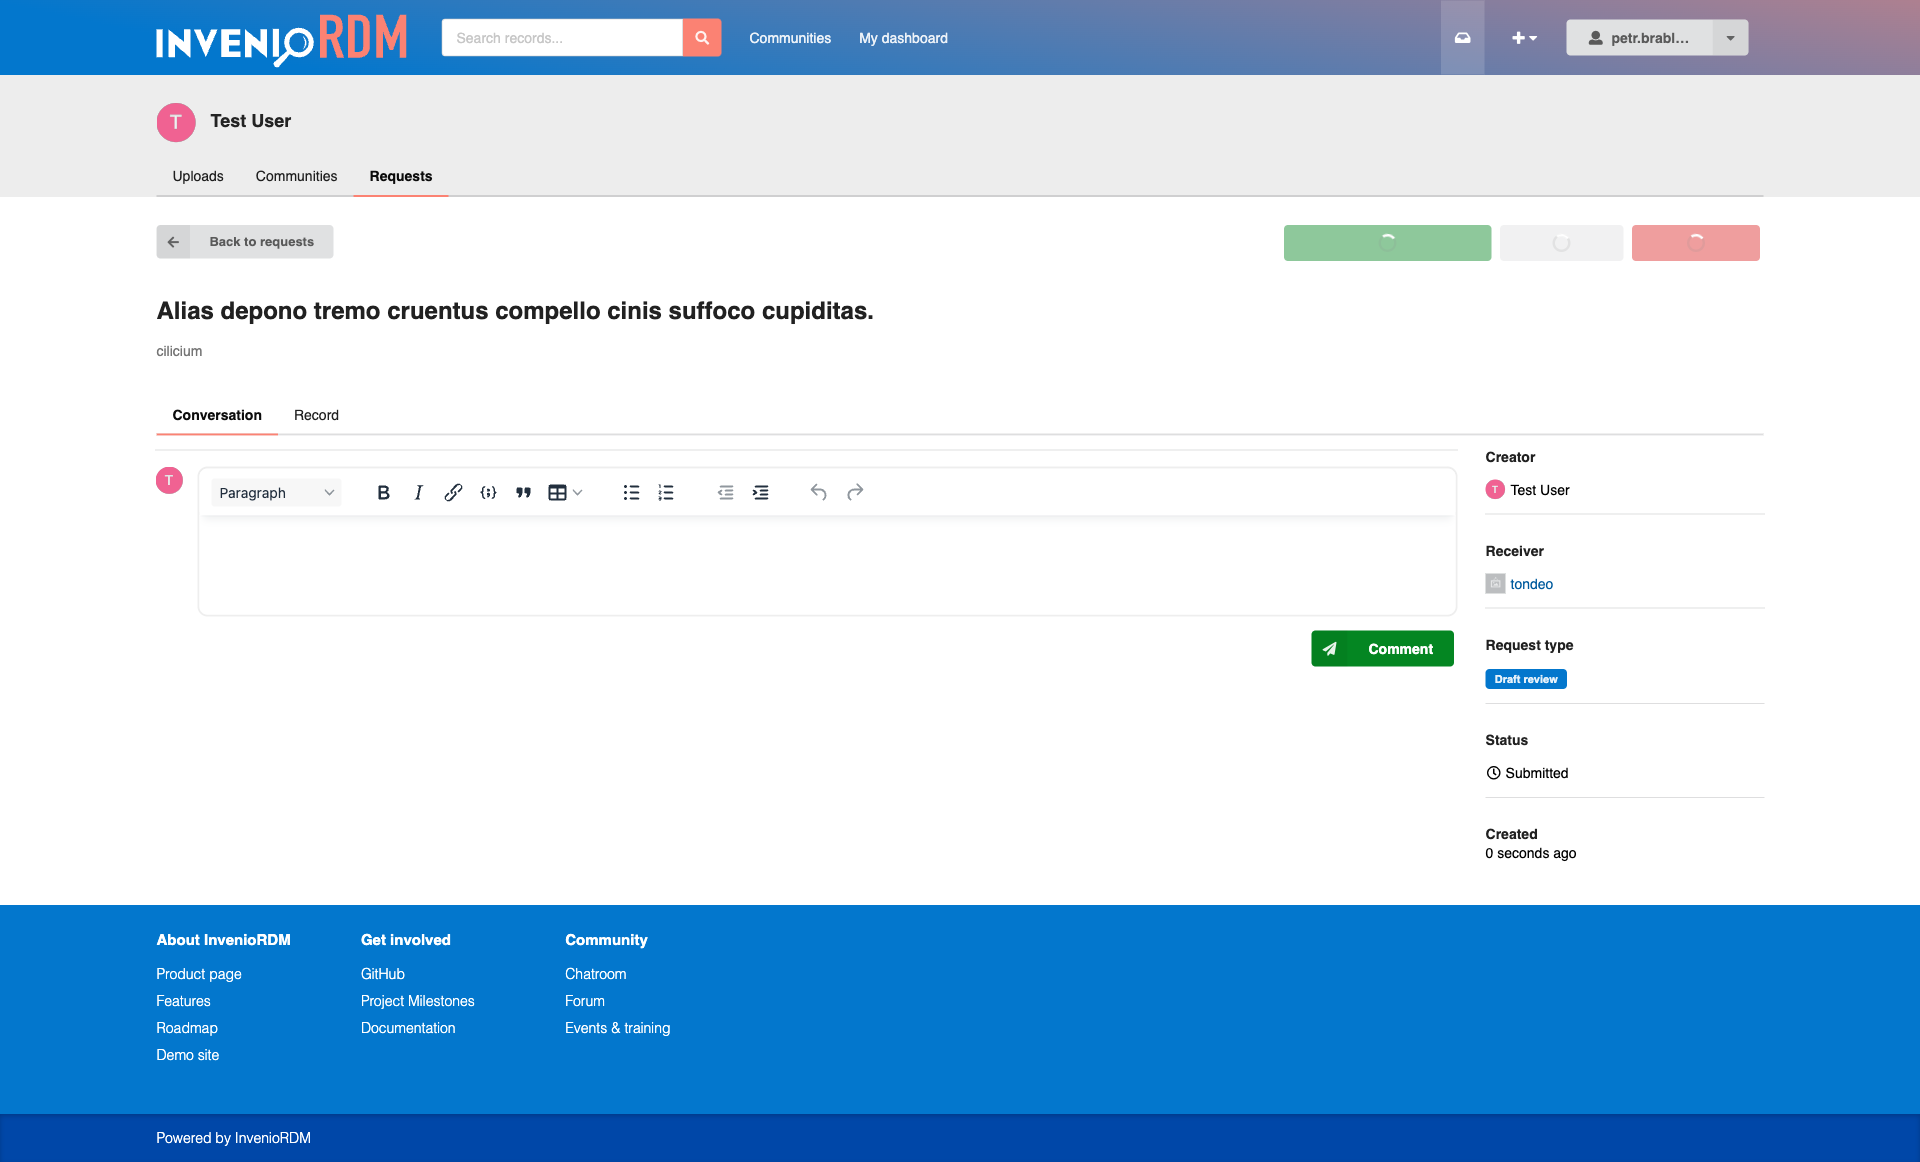 INVENIO RDM
Search records...
Communities
My dashboard
petr.brabl...
T
Test User
Uploads
Communities
Requests
Back to requests
Alias depono tremo cruentus compello cinis suffoco cupiditas.
cilicium
Conversation
Record
T
Paragraph
Comment
Creator
T Test User
Receiver
tondeo
Request type
Draft review
Status
Submitted
Created
0 seconds ago
About InvenioRDM
Product page
Features
Roadmap
Demo site
Get involved
GitHub
Project Milestones
Documentation
Community
Chatroom
Forum
Events & training
Powered by InvenioRDM